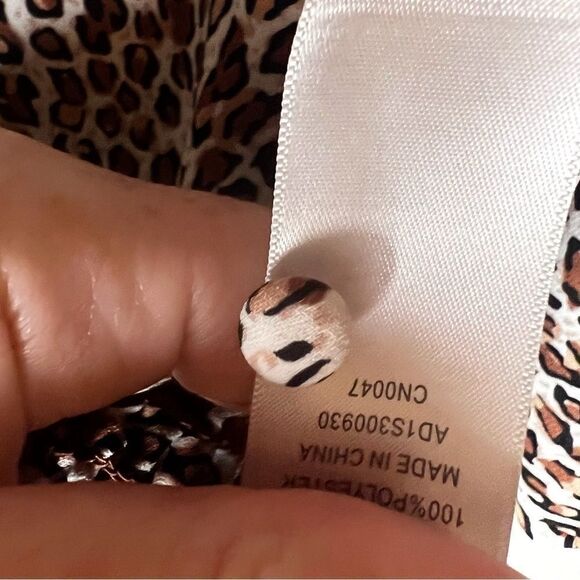 100%POLYESTER
MADE IN CHINA
AD1S300930
CN0047